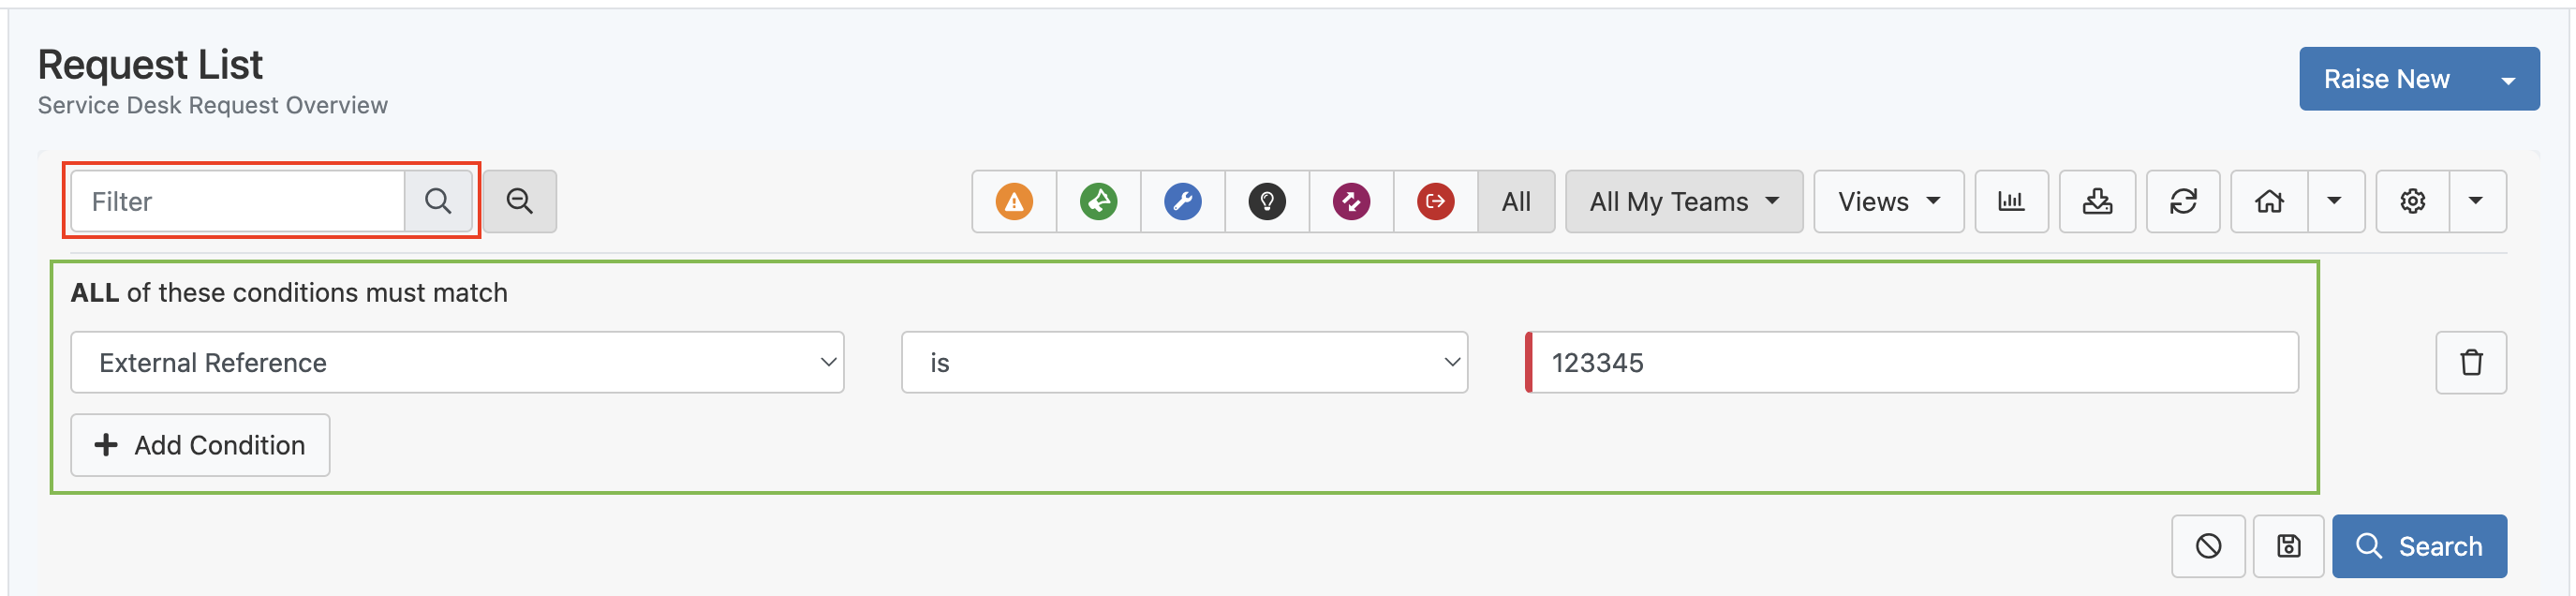 Request List
Service Desk Request Overview
Raise New
Filter
All
All My Teams
Views
ALL of these conditions must match
External Reference
is
123345
Add Condition
Search